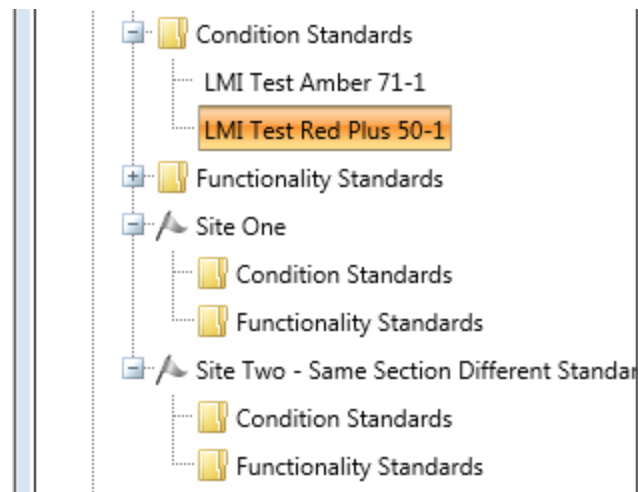 Condition Standards
LMI Test Amber 71-1
LMI Test Red Plus 50-1
Functionality Standards
Site One
Condition Standards
Functionality Standards
Site Two - Same Section Different Standar
Condition Standards
Functionality Standards